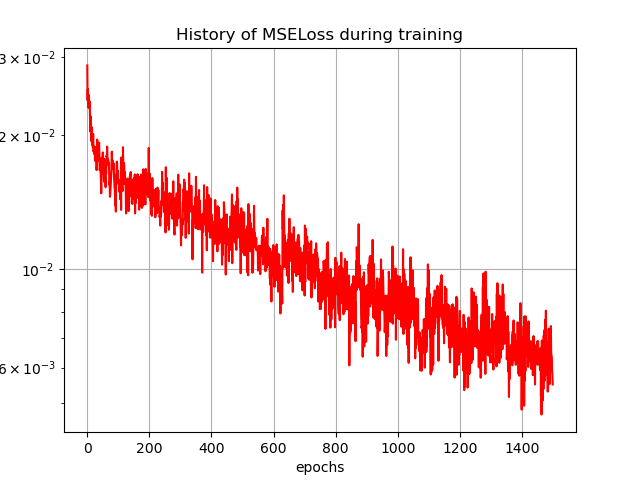 History of MSELoss during training
3 × 10⁻²
2 × 10⁻²
10⁻²
6 × 10⁻³
0 200 400 600 800 1000 1200 1400
epochs